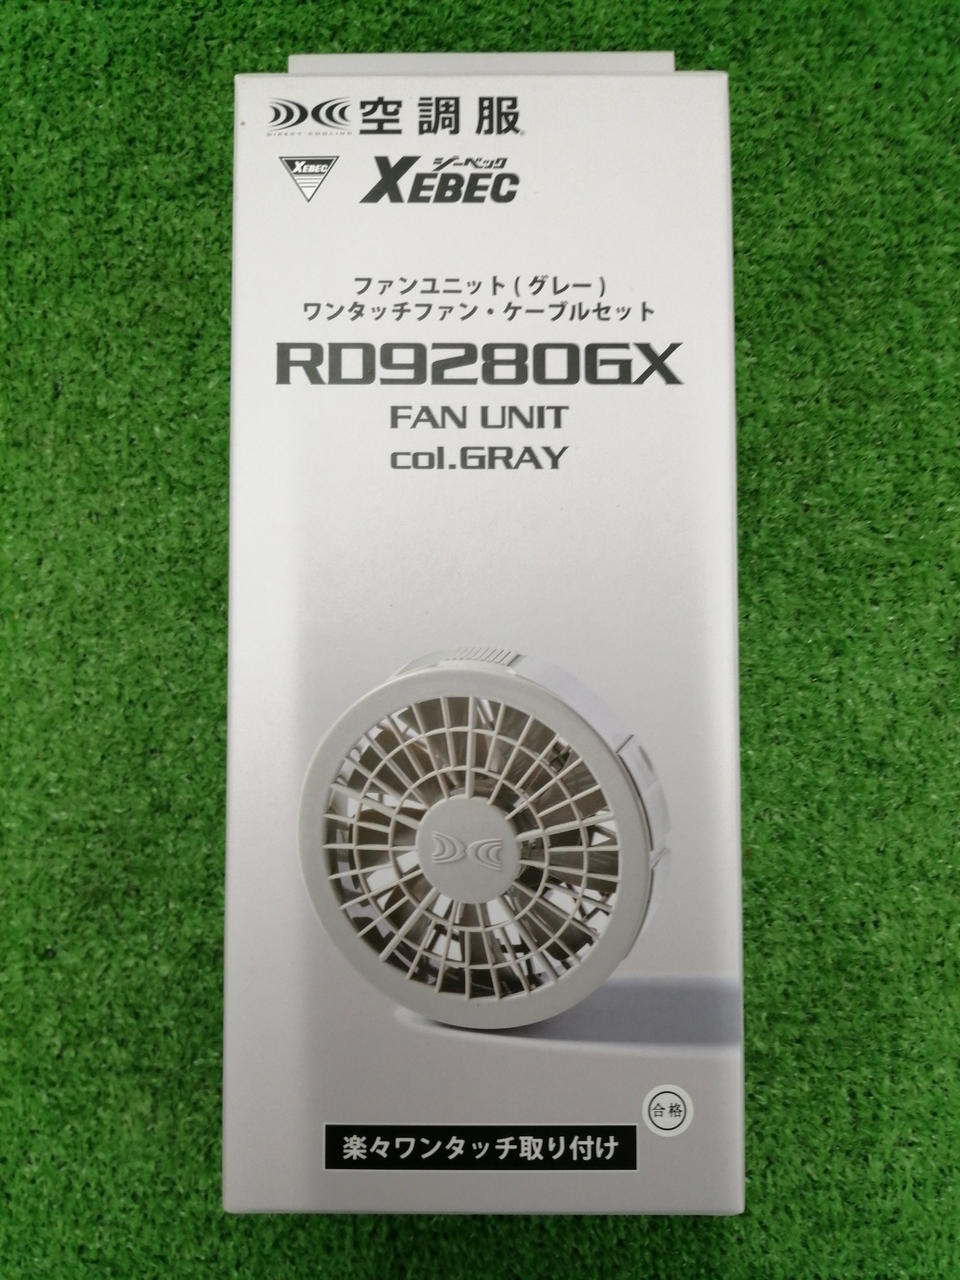 空調服®
DIRECT COOLING
XEBEC
ジーベック
XEBEC
ファンユニット(グレー)
ワンタッチファン・ケーブルセット
RD9280GX
FAN UNIT
col.GRAY
合格
楽々ワンタッチ取り付け